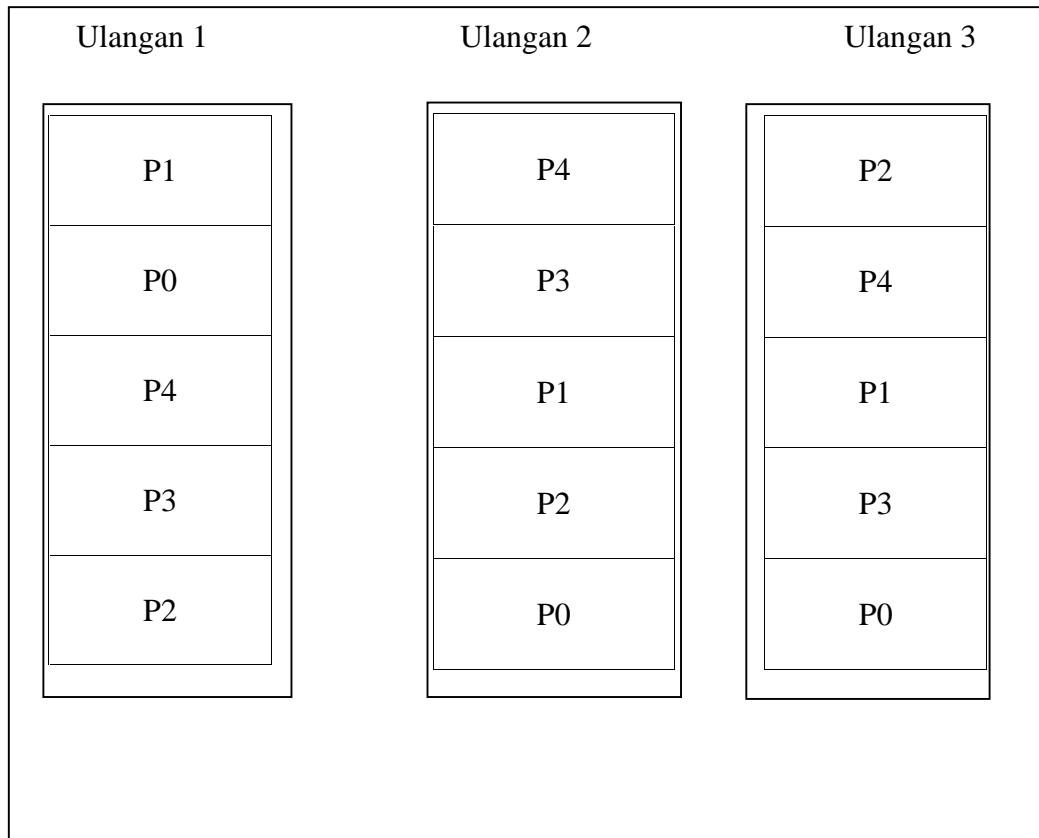 Ulangan 1 Ulangan 2 Ulangan 3
P1 P4 P2
P0 P3 P4
P4 P1 P1
P3 P2 P3
P2 P0 P0